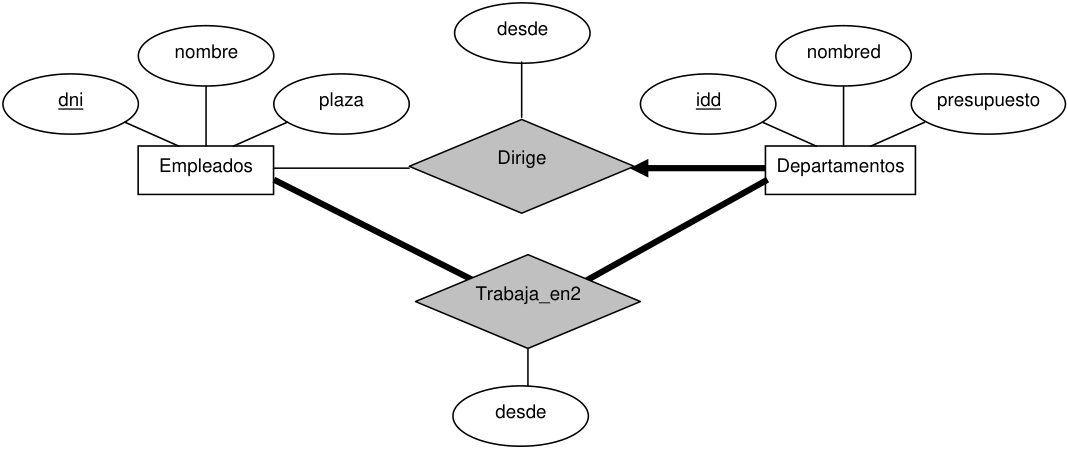 desde
nombre
nombred
dni
plaza
idd
presupuesto
Dirige
Empleados
Departamentos
Trabaja_en2
desde